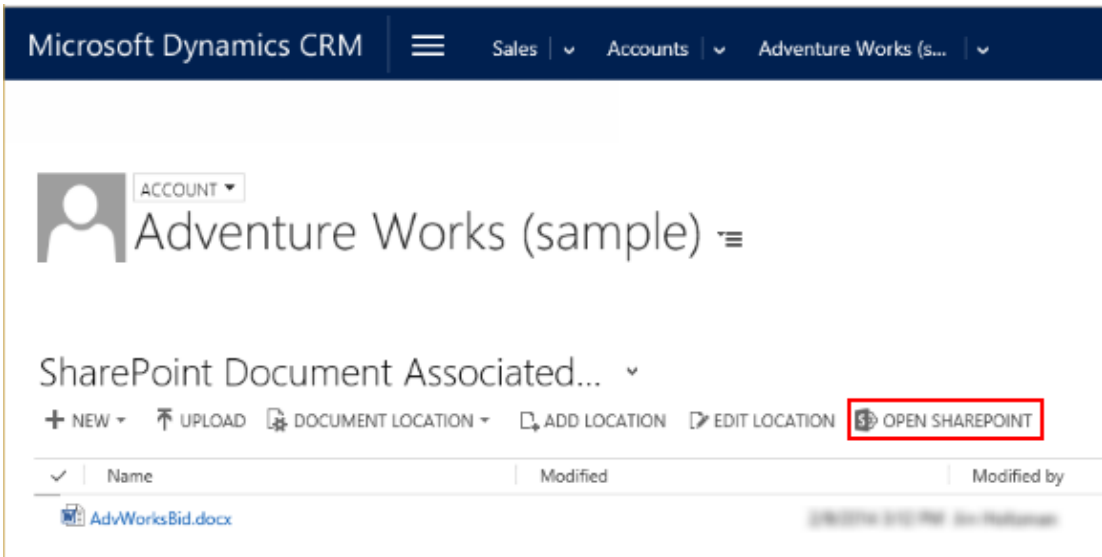 Microsoft Dynamics CRM Sales Accounts Adventure Works (s...
ACCOUNT
Adventure Works (sample)
SharePoint Document Associated...
NEW UPLOAD DOCUMENT LOCATION ADD LOCATION EDIT LOCATION OPEN SHAREPOINT
Name Modified Modified by
AdvWorksBid.docx